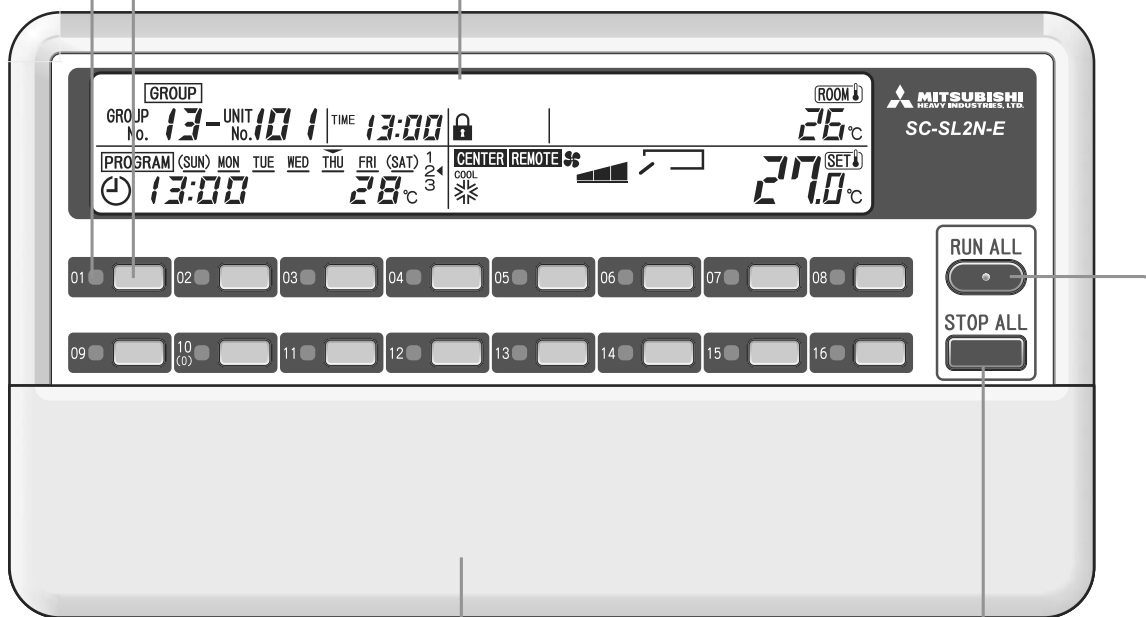 GROUP
GROUP No. 13-UNIT No. 101 TIME 13:00
ROOM
26℃
PROGRAM (SUN) MON TUE WED THU FRI (SAT) 1 2 3
13:00 28℃
CENTER REMOTE
COOL
SET
27.0℃
MITSUBISHI
HEAVY INDUSTRIES, LTD.
SC-SL2N-E
01 02 03 04 05 06 07 08
09 10 (0) 11 12 13 14 15 16
RUN ALL
STOP ALL